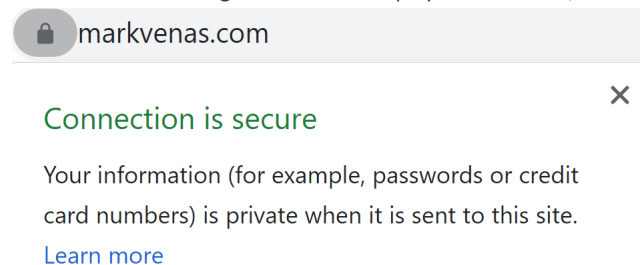 markvenas.com
Connection is secure
Your information (for example, passwords or credit
card numbers) is private when it is sent to this site.
Learn more